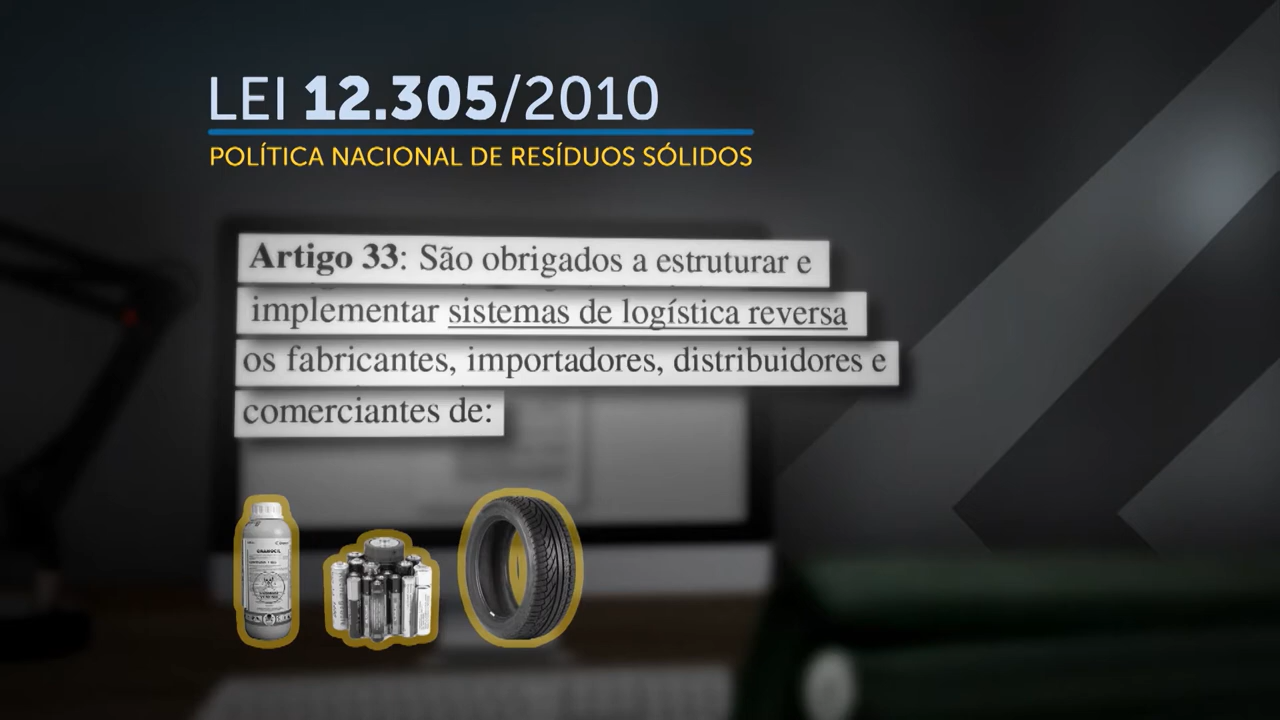 LEI 12.305/2010
POLÍTICA NACIONAL DE RESÍDUOS SÓLIDOS
Artigo 33: São obrigados a estruturar e
implementar sistemas de logística reversa
os fabricantes, importadores, distribuidores e
comerciantes de: